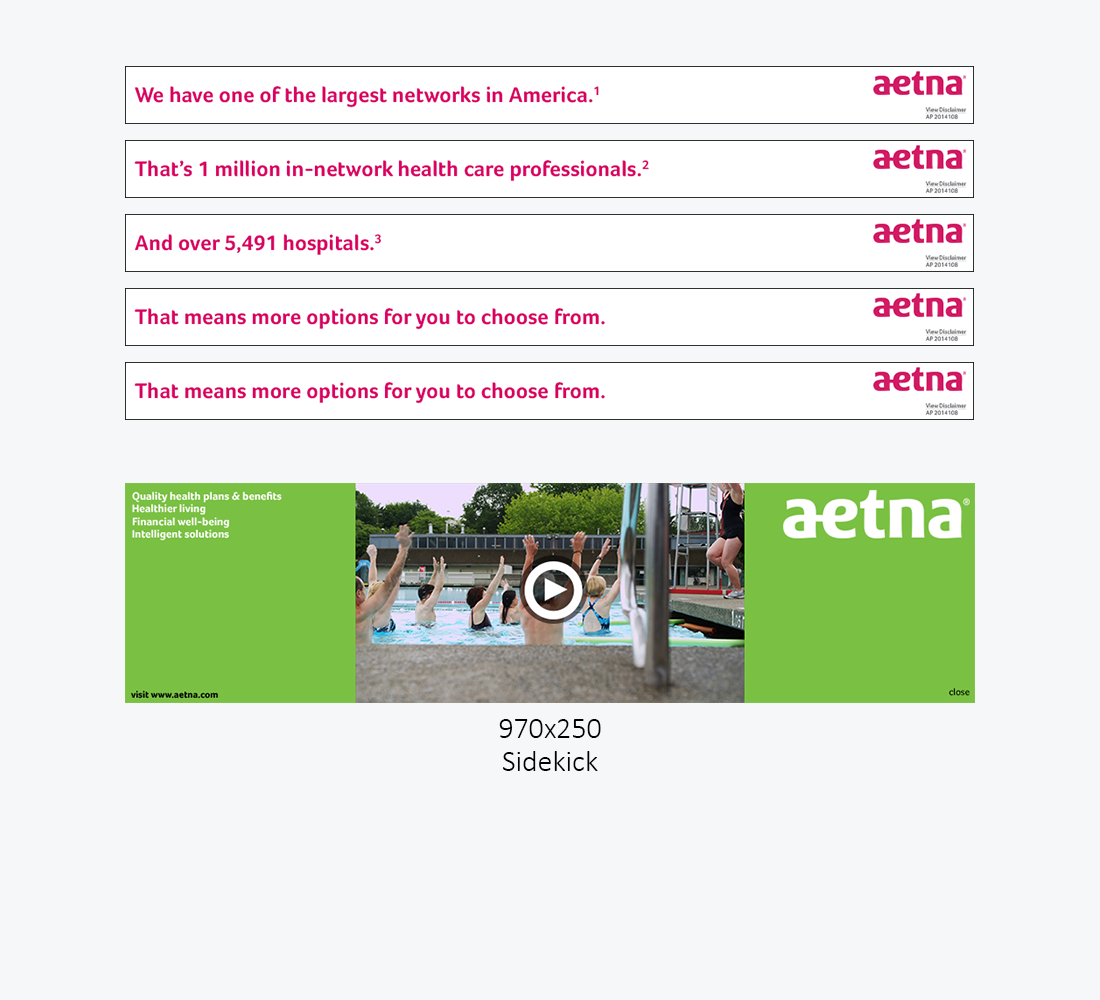 We have one of the largest networks in America.¹
aetna®
View Disclaimer
AP 2014108
That’s 1 million in-network health care professionals.²
aetna®
View Disclaimer
AP 2014108
And over 5,491 hospitals.³
aetna®
View Disclaimer
AP 2014108
That means more options for you to choose from.
aetna®
View Disclaimer
AP 2014108
That means more options for you to choose from.
aetna®
View Disclaimer
AP 2014108
Quality health plans & benefits
Healthier living
Financial well-being
Intelligent solutions
aetna®
visit www.aetna.com
close
970x250
Sidekick